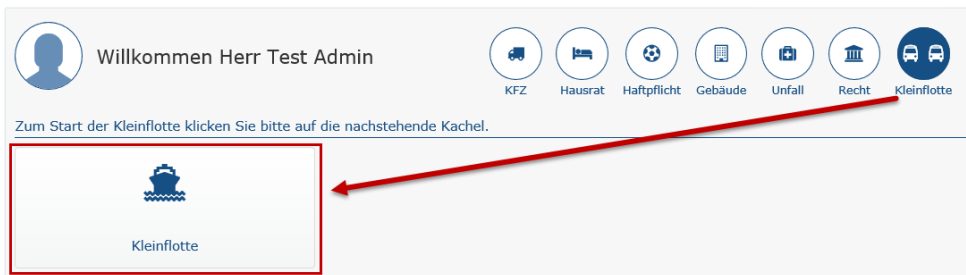 Willkommen Herr Test Admin
KFZ Hausrat Haftpflicht Gebäude Unfall Recht Kleinflotte
Zum Start der Kleinflotte klicken Sie bitte auf die nachstehende Kachel.
Kleinflotte